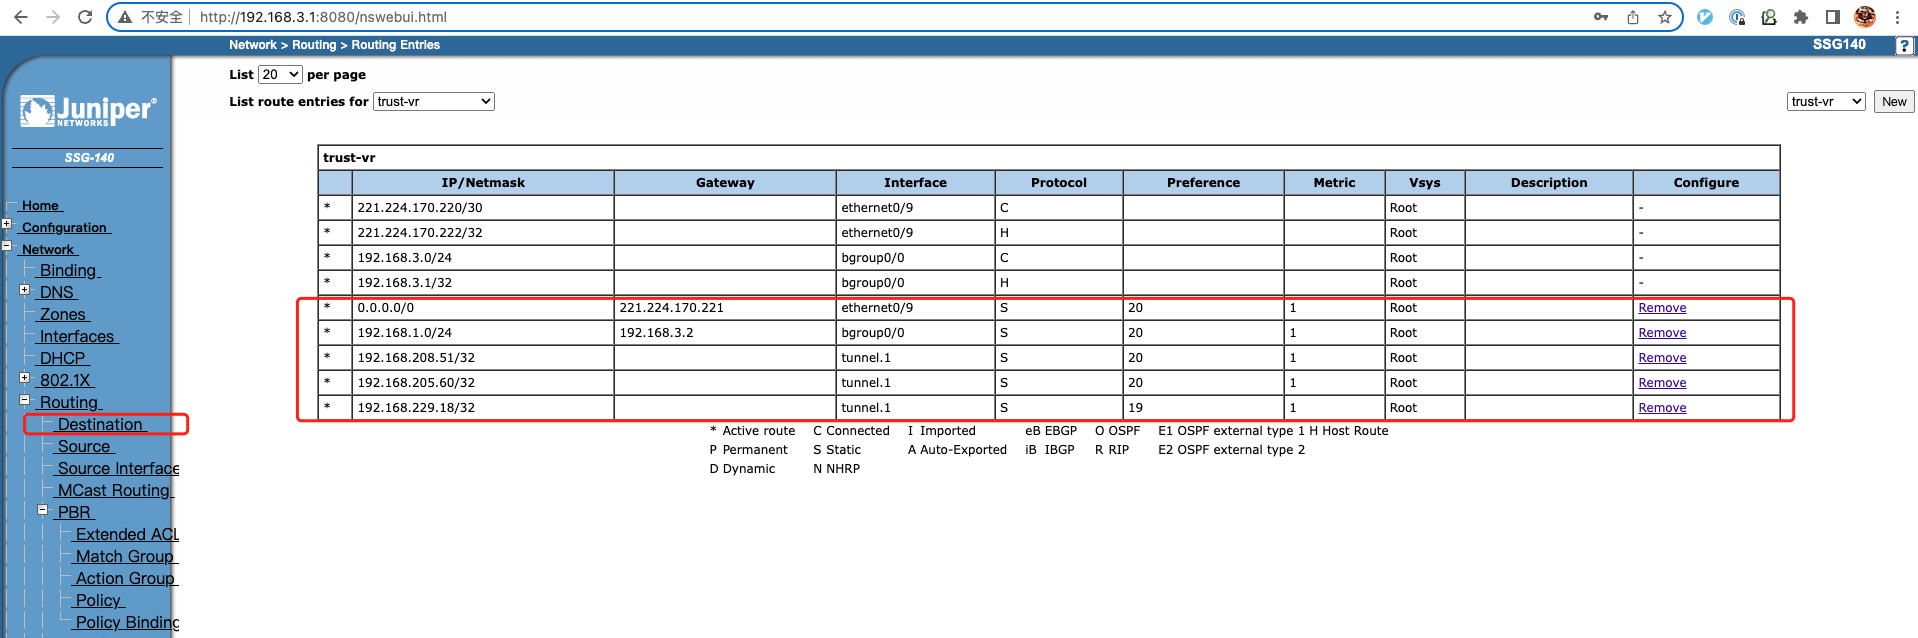 不安全 http://192.168.3.1:8080/nswebui.html
Network > Routing > Routing Entries SSG140 ?
Juniper®
NETWORKS
SSG-140
Home
Configuration
Network
Binding
DNS
Zones
Interfaces
DHCP
802.1X
Routing
Destination
Source
Source Interface
MCast Routing
PBR
Extended ACL
Match Group
Action Group
Policy
Policy Binding
List 20 per page
List route entries for trust-vr trust-vr New
trust-vr
IP/Netmask Gateway Interface Protocol Preference Metric Vsys Description Configure
* 221.224.170.220/30 ethernet0/9 C Root -
* 221.224.170.222/32 ethernet0/9 H Root -
* 192.168.3.0/24 bgroup0/0 C Root -
* 192.168.3.1/32 bgroup0/0 H Root -
* 0.0.0.0/0 221.224.170.221 ethernet0/9 S 20 1 Root Remove
* 192.168.1.0/24 192.168.3.2 bgroup0/0 S 20 1 Root Remove
* 192.168.208.51/32 tunnel.1 S 20 1 Root Remove
* 192.168.205.60/32 tunnel.1 S 20 1 Root Remove
* 192.168.229.18/32 tunnel.1 S 19 1 Root Remove
* Active route C Connected I Imported eB EBGP O OSPF E1 OSPF external type 1 H Host Route
P Permanent S Static A Auto-Exported iB IBGP R RIP E2 OSPF external type 2
D Dynamic N NHRP